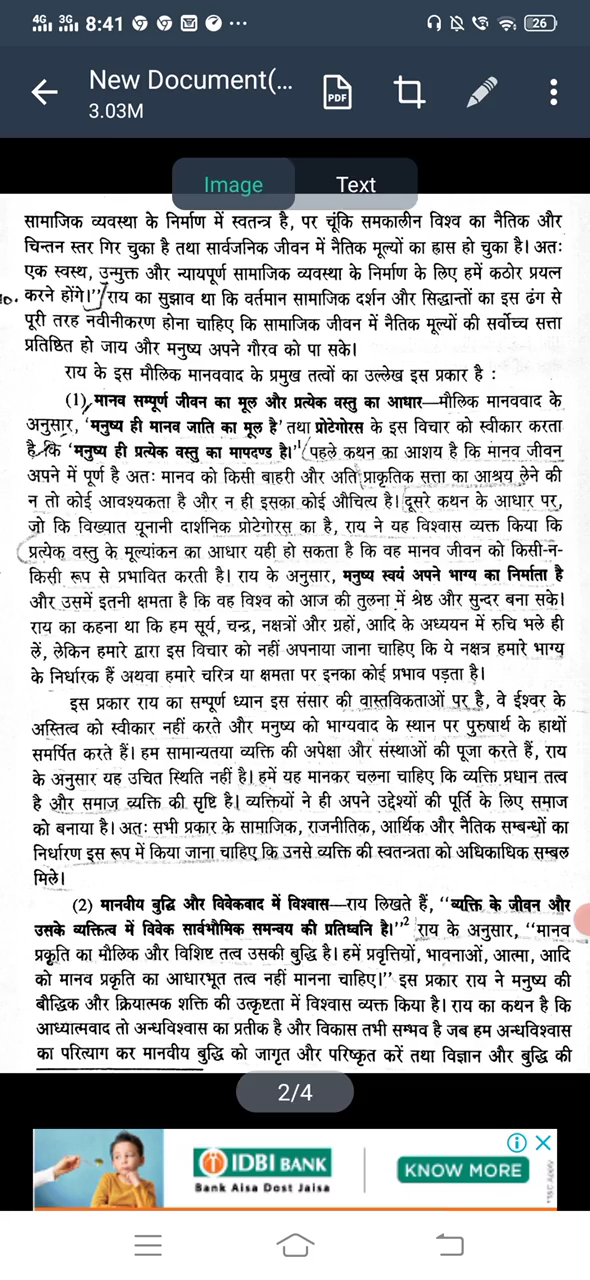 4G 3G 8:41 ••• 26
New Document(...
3.03M
PDF
Image Text
सामाजिक व्यवस्था के निर्माण में स्वतन्त्र है, पर चूंकि समकालीन विश्व का नैतिक और
चिन्तन स्तर गिर चुका है तथा सार्वजनिक जीवन में नैतिक मूल्यों का ह्रास हो चुका है। अतः
एक स्वस्थ, उन्मुक्त और न्यायपूर्ण सामाजिक व्यवस्था के निर्माण के लिए हमें कठोर प्रयत्न
करने होंगे।'' राय का सुझाव था कि वर्तमान सामाजिक दर्शन और सिद्धान्तों का इस ढंग से
पूरी तरह नवीनीकरण होना चाहिए कि सामाजिक जीवन में नैतिक मूल्यों की सर्वोच्च सत्ता
प्रतिष्ठित हो जाय और मनुष्य अपने गौरव को पा सके।
राय के इस मौलिक मानववाद के प्रमुख तत्वों का उल्लेख इस प्रकार है :
(1) मानव सम्पूर्ण जीवन का मूल और प्रत्येक वस्तु का आधार—मौलिक मानववाद के
अनुसार, 'मनुष्य ही मानव जाति का मूल है' तथा प्रोटेगोरस के इस विचार को स्वीकार करता
है कि 'मनुष्य ही प्रत्येक वस्तु का मापदण्ड है।'1 पहले कथन का आशय है कि मानव जीवन
अपने में पूर्ण है अतः मानव को किसी बाहरी और अति प्राकृतिक सत्ता का आश्रय लेने की
न तो कोई आवश्यकता है और न ही इसका कोई औचित्य है। दूसरे कथन के आधार पर,
जो कि विख्यात यूनानी दार्शनिक प्रोटेगोरस का है, राय ने यह विश्वास व्यक्त किया कि
प्रत्येक वस्तु के मूल्यांकन का आधार यही हो सकता है कि वह मानव जीवन को किसी-न-
किसी रूप से प्रभावित करती है। राय के अनुसार, मनुष्य स्वयं अपने भाग्य का निर्माता है
और उसमें इतनी क्षमता है कि वह विश्व को आज की तुलना में श्रेष्ठ और सुन्दर बना सके।
राय का कहना था कि हम सूर्य, चन्द्र, नक्षत्रों और ग्रहों, आदि के अध्ययन में रुचि भले ही
लें, लेकिन हमारे द्वारा इस विचार को नहीं अपनाया जाना चाहिए कि ये नक्षत्र हमारे भाग्य
के निर्धारक हैं अथवा हमारे चरित्र या क्षमता पर इनका कोई प्रभाव पड़ता है।
इस प्रकार राय का सम्पूर्ण ध्यान इस संसार की वास्तविकताओं पर है, वे ईश्वर के
अस्तित्व को स्वीकार नहीं करते और मनुष्य को भाग्यवाद के स्थान पर पुरुषार्थ के हाथों
समर्पित करते हैं। हम सामान्यतया व्यक्ति की अपेक्षा और संस्थाओं की पूजा करते हैं, राय
के अनुसार यह उचित स्थिति नहीं है। हमें यह मानकर चलना चाहिए कि व्यक्ति प्रधान तत्व
है और समाज व्यक्ति की सृष्टि है। व्यक्तियों ने ही अपने उद्देश्यों की पूर्ति के लिए समाज
को बनाया है। अतः सभी प्रकार के सामाजिक, राजनीतिक, आर्थिक और नैतिक सम्बन्धों का
निर्धारण इस रूप में किया जाना चाहिए कि उनसे व्यक्ति की स्वतन्त्रता को अधिकाधिक सम्बल
मिले।
(2) मानवीय बुद्धि और विवेकवाद में विश्वास—राय लिखते हैं, ''व्यक्ति के जीवन और
उसके व्यक्तित्व में विवेक सार्वभौमिक समन्वय की प्रतिध्वनि है।''2 राय के अनुसार, ''मानव
प्रकृति का मौलिक और विशिष्ट तत्व उसकी बुद्धि है। हमें प्रवृत्तियों, भावनाओं, आत्मा, आदि
को मानव प्रकृति का आधारभूत तत्व नहीं मानना चाहिए।'' इस प्रकार राय ने मनुष्य की
बौद्धिक और क्रियात्मक शक्ति की उत्कृष्टता में विश्वास व्यक्त किया है। राय का कथन है कि
आध्यात्मवाद तो अन्धविश्वास का प्रतीक है और विकास तभी सम्भव है जब हम अन्धविश्वास
का परित्याग कर मानवीय बुद्धि को जागृत और परिष्कृत करें तथा विज्ञान और बुद्धि की
2/4
IDBI BANK
Bank Aisa Dost Jaisa
KNOW MORE
*T&C Apply